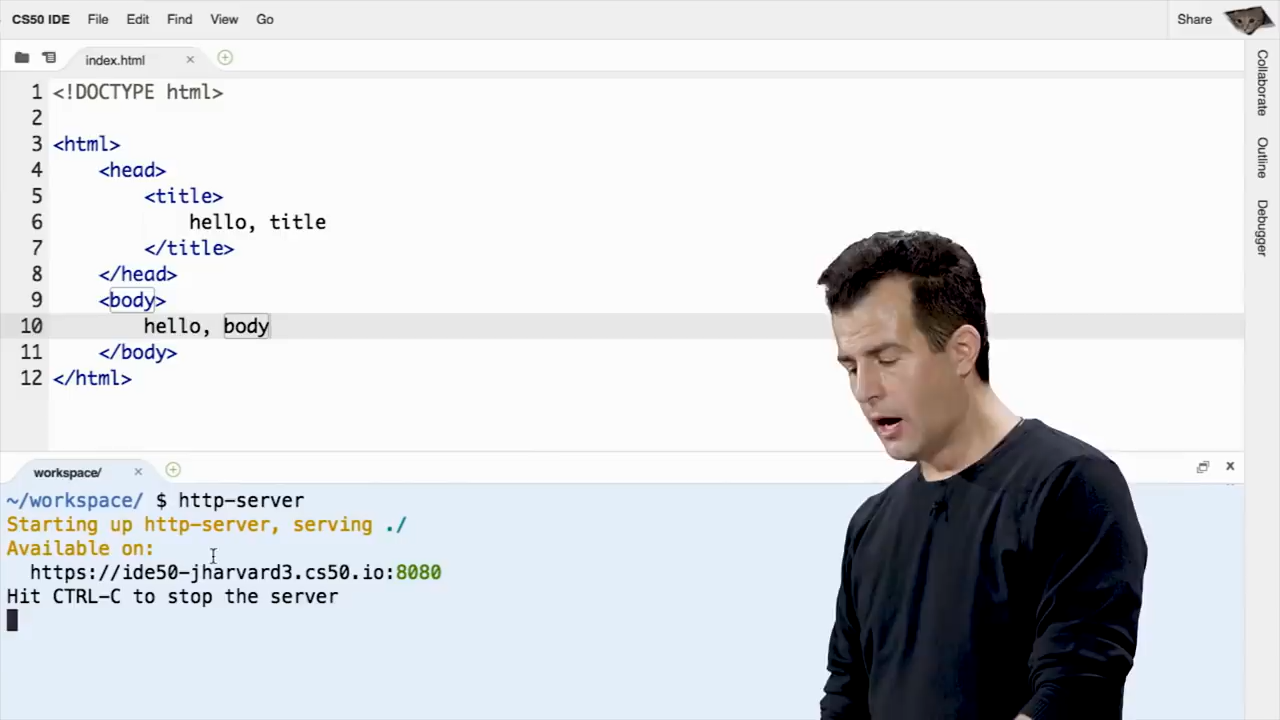 CS50 IDE File Edit Find View Go Share
index.html
1 <!DOCTYPE html>
2
3 <html>
4 <head>
5 <title>
6 hello, title
7 </title>
8 </head>
9 <body>
10 hello, body
11 </body>
12 </html>
Collaborate
Outline
Debugger
workspace/
~/workspace/ $ http-server
Starting up http-server, serving ./
Available on:
https://ide50-jharvard3.cs50.io:8080
Hit CTRL-C to stop the server